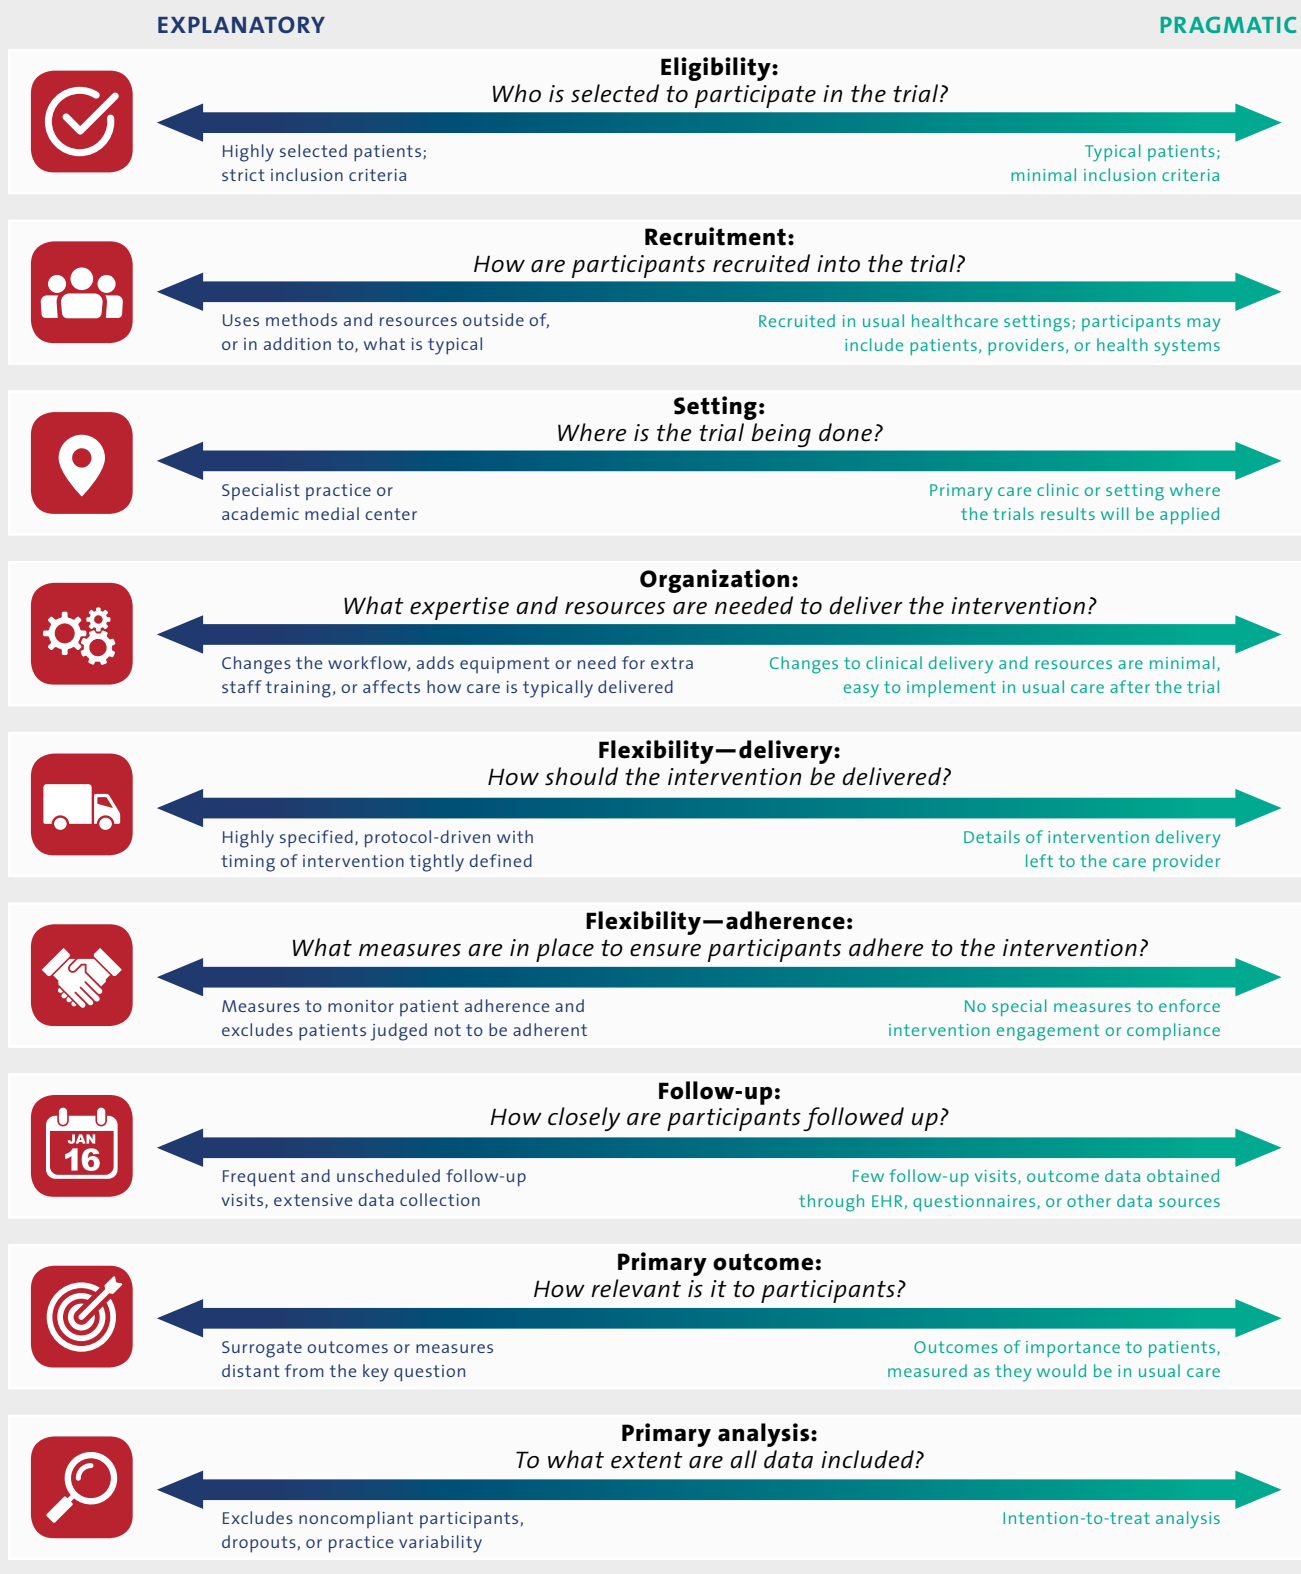 EXPLANATORY
PRAGMATIC
Eligibility:
Who is selected to participate in the trial?
Highly selected patients;
strict inclusion criteria
Typical patients;
minimal inclusion criteria
Recruitment:
How are participants recruited into the trial?
Uses methods and resources outside of,
or in addition to, what is typical
Recruited in usual healthcare settings; participants may
include patients, providers, or health systems
Setting:
Where is the trial being done?
Specialist practice or
academic medial center
Primary care clinic or setting where
the trials results will be applied
Organization:
What expertise and resources are needed to deliver the intervention?
Changes the workflow, adds equipment or need for extra
staff training, or affects how care is typically delivered
Changes to clinical delivery and resources are minimal,
easy to implement in usual care after the trial
Flexibility—delivery:
How should the intervention be delivered?
Highly specified, protocol-driven with
timing of intervention tightly defined
Details of intervention delivery
left to the care provider
Flexibility—adherence:
What measures are in place to ensure participants adhere to the intervention?
Measures to monitor patient adherence and
excludes patients judged not to be adherent
No special measures to enforce
intervention engagement or compliance
JAN
16
Follow-up:
How closely are participants followed up?
Frequent and unscheduled follow-up
visits, extensive data collection
Few follow-up visits, outcome data obtained
through EHR, questionnaires, or other data sources
Primary outcome:
How relevant is it to participants?
Surrogate outcomes or measures
distant from the key question
Outcomes of importance to patients,
measured as they would be in usual care
Primary analysis:
To what extent are all data included?
Excludes noncompliant participants,
dropouts, or practice variability
Intention-to-treat analysis